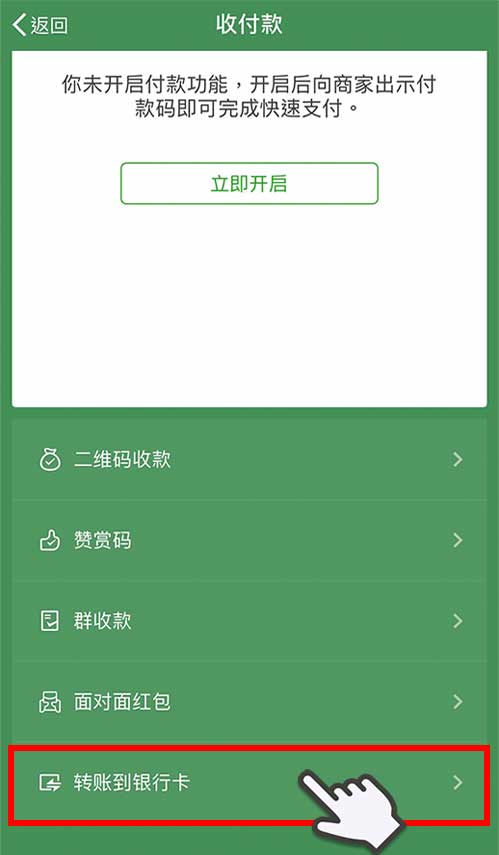 返回
收付款
你未开启付款功能，开启后向商家出示付
款码即可完成快速支付。
立即开启
二维码收款
赞赏码
群收款
面对面红包
转账到银行卡